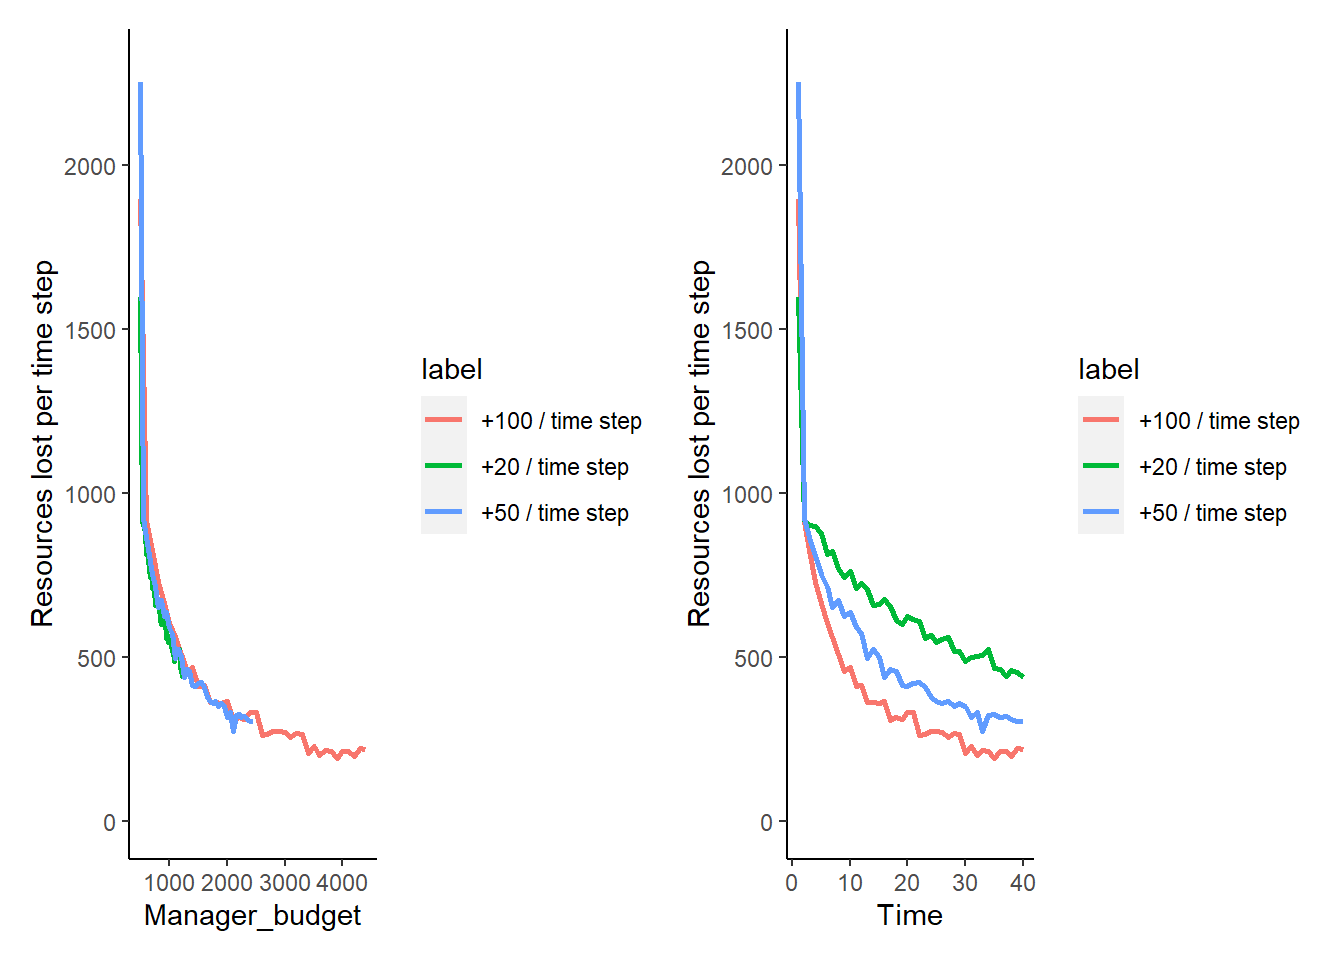 Resources lost per time step
2000
1500
1000
500
0
1000 2000 3000 4000
Manager_budget
label
+100 / time step
+20 / time step
+50 / time step
Resources lost per time step
2000
1500
1000
500
0
0 10 20 30 40
Time
label
+100 / time step
+20 / time step
+50 / time step